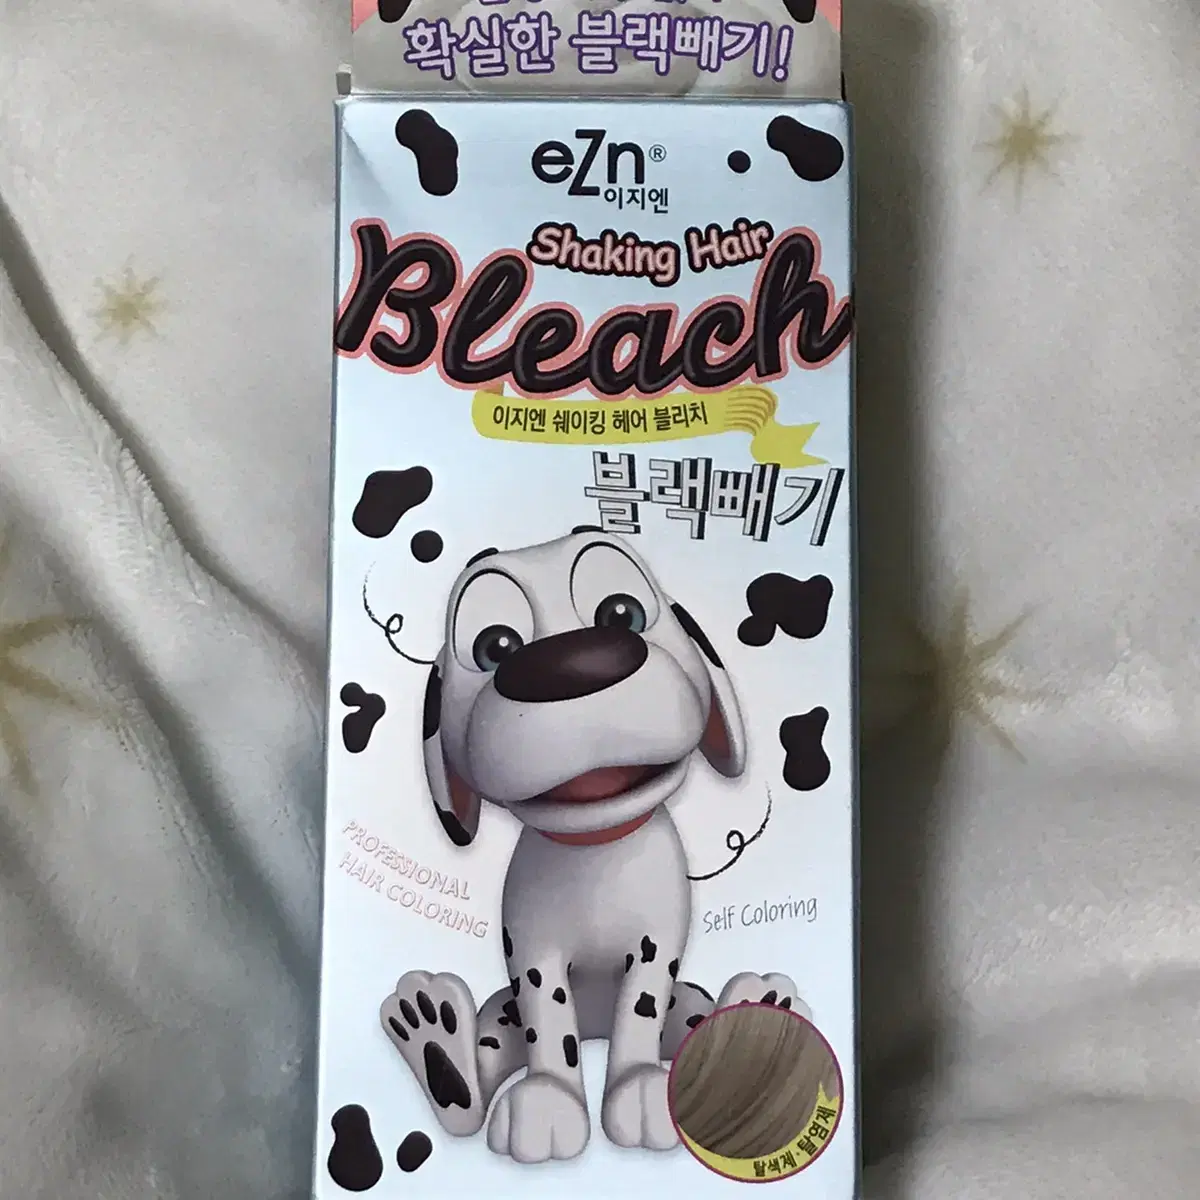 확실한 블랙빼기!
eZn®
이지엔
Shaking Hair
Bleach
이지엔 쉐이킹 헤어 블리치
블랙빼기
PROFESSIONAL
HAIR COLORING
Self Coloring
탈색제·탈염제